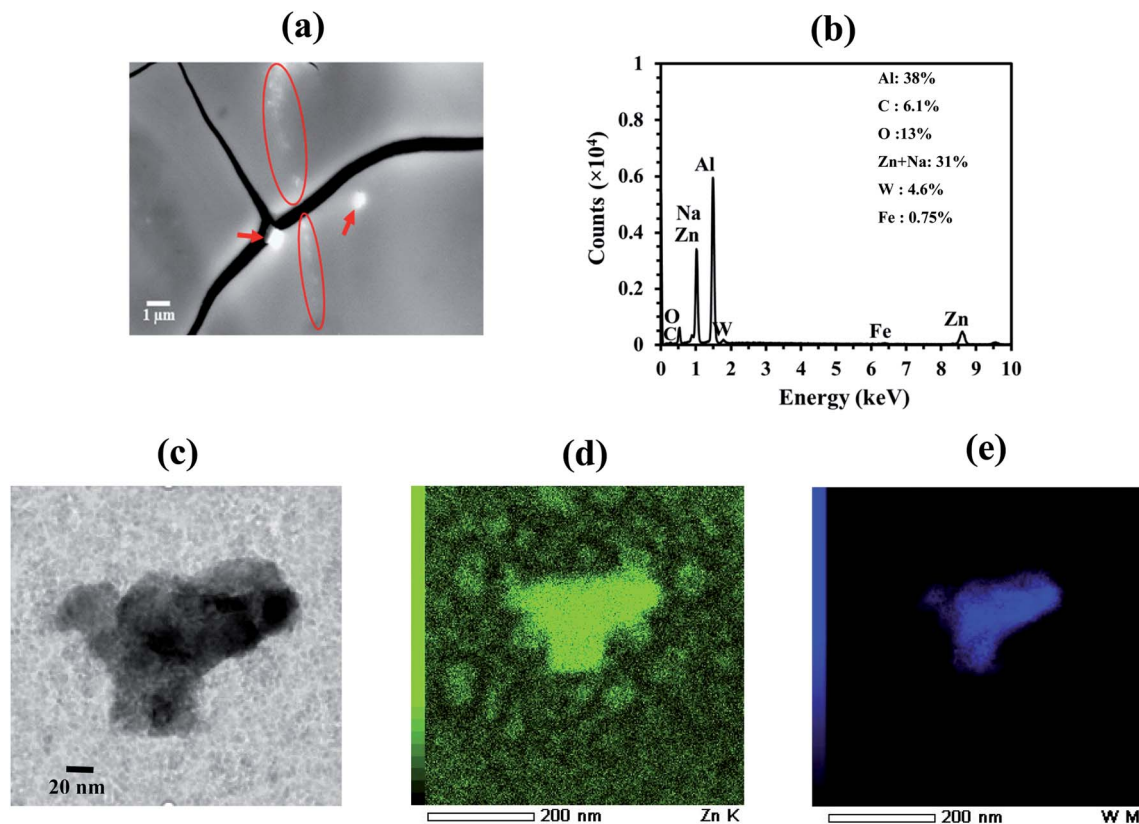 (a)
(b)
1 μm
1
0.8
0.6
0.4
0.2
0
Counts (×10⁴)
Al: 38%
C : 6.1%
O :13%
Zn+Na: 31%
W : 4.6%
Fe : 0.75%
Al
Na
Zn
O
C
W
Fe
Zn
0 1 2 3 4 5 6 7 8 9 10
Energy (keV)
(c)
(d)
(e)
20 nm
200 nm Zn K
200 nm W M